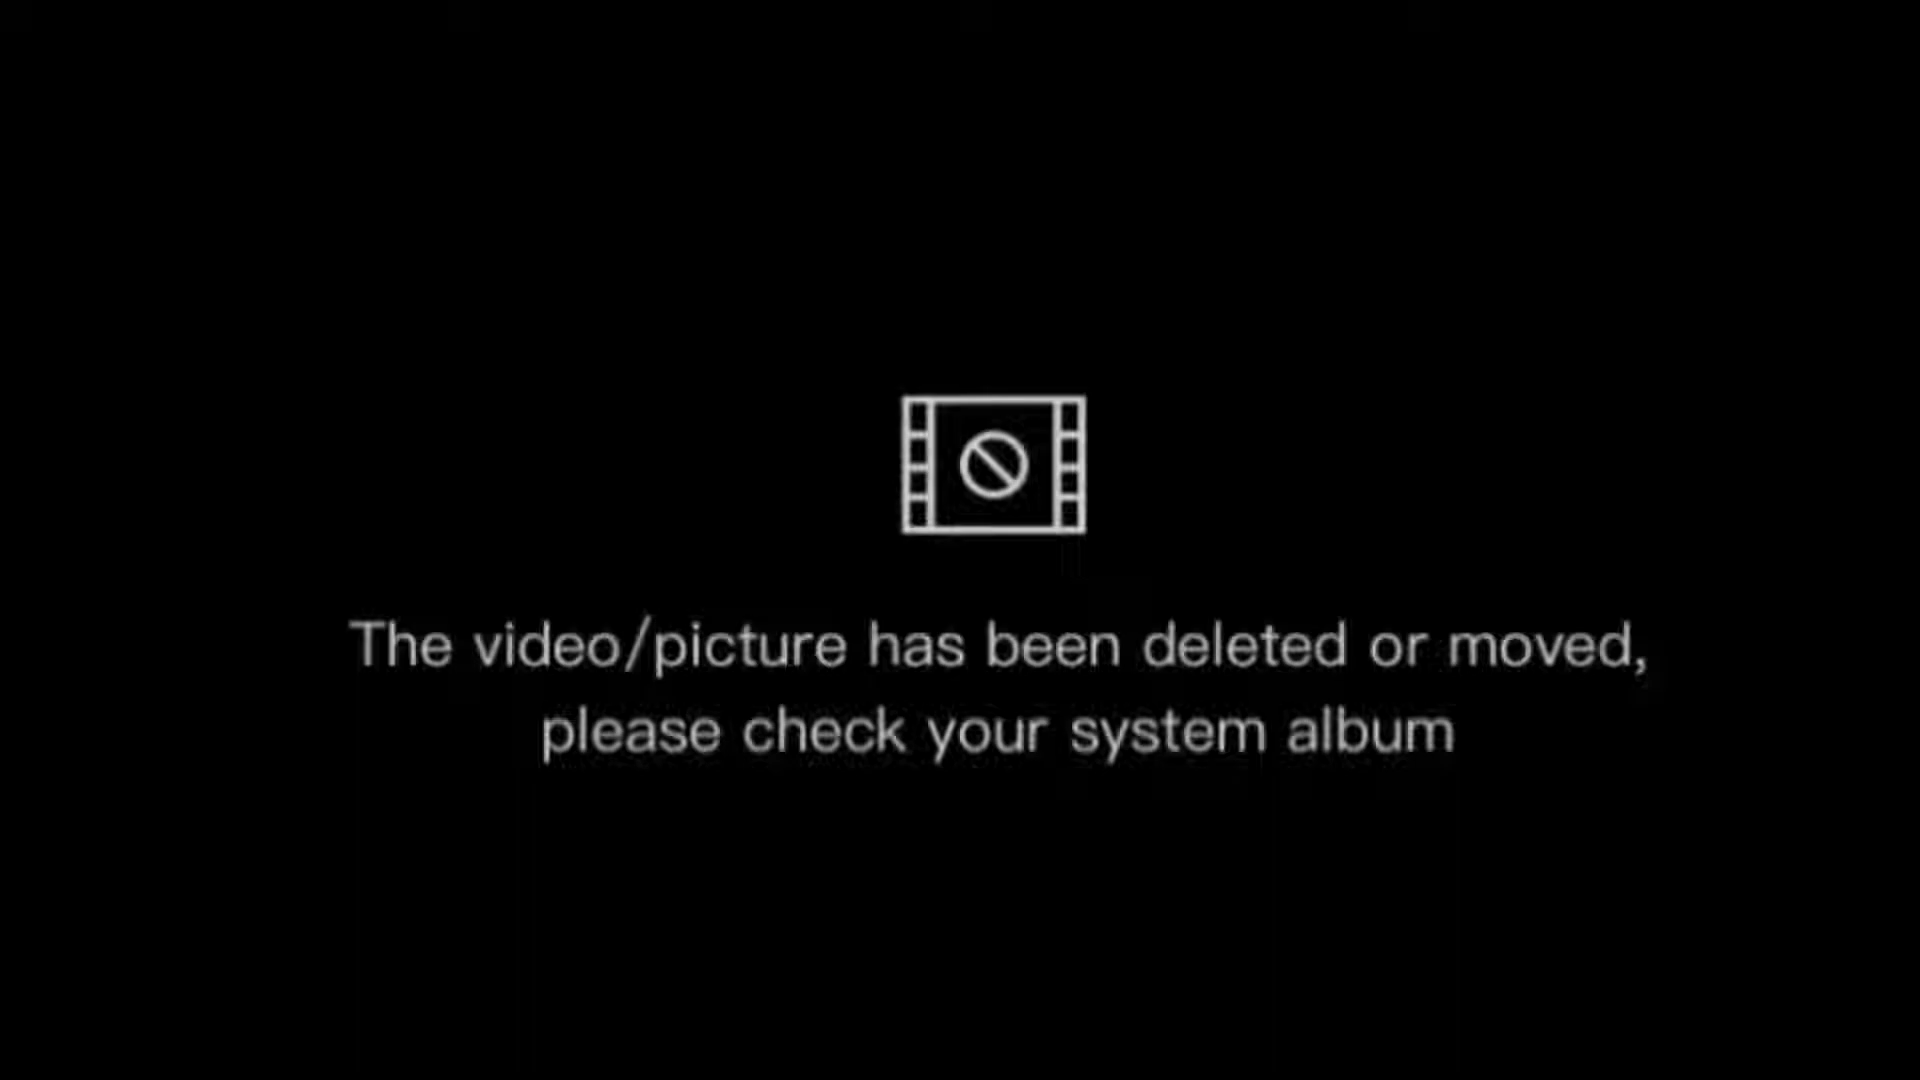 The video/picture has been deleted or moved,
please check your system album